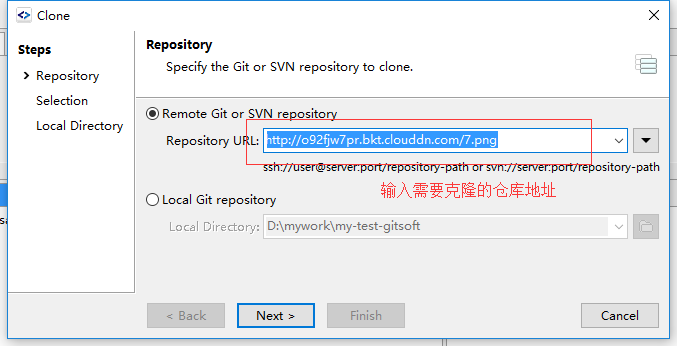 Clone
Steps
Repository
Selection
Local Directory
Repository
Specify the Git or SVN repository to clone.
Remote Git or SVN repository
Repository URL:
http://o92fjw7pr.bkt.clouddn.com/7.png
ssh://user@server:port/repository-path or svn://server:port/repository-path
输入需要克隆的仓库地址
Local Git repository
Local Directory:
D:\mywork\my-test-gitsoft
< Back
Next >
Finish
Cancel